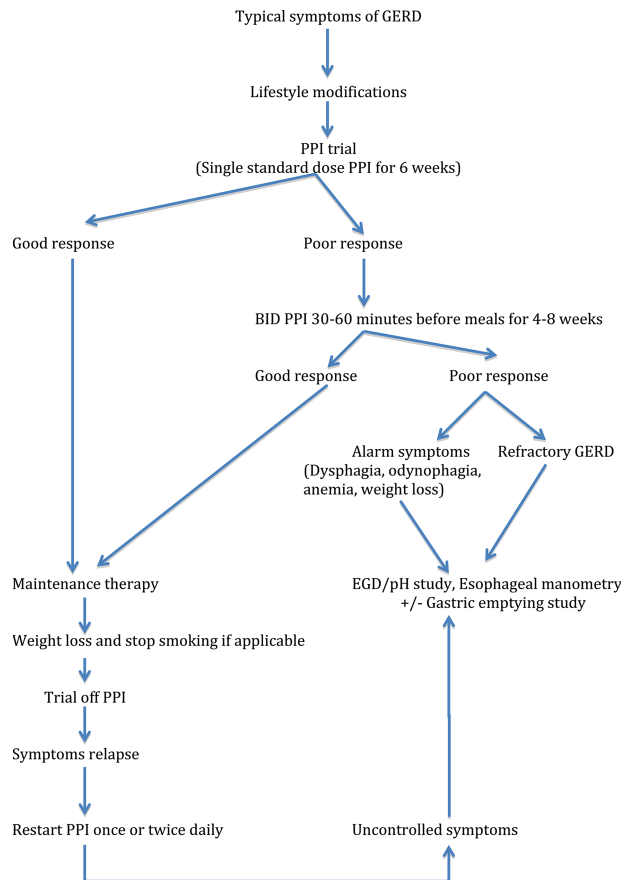 Typical symptoms of GERD
Lifestyle modifications
PPI trial
(Single standard dose PPI for 6 weeks)
Good response
Poor response
BID PPI 30-60 minutes before meals for 4-8 weeks
Good response
Poor response
Alarm symptoms
(Dysphagia, odynophagia,
anemia, weight loss)
Refractory GERD
Maintenance therapy
EGD/pH study, Esophageal manometry
+/- Gastric emptying study
Weight loss and stop smoking if applicable
Trial off PPI
Symptoms relapse
Restart PPI once or twice daily
Uncontrolled symptoms